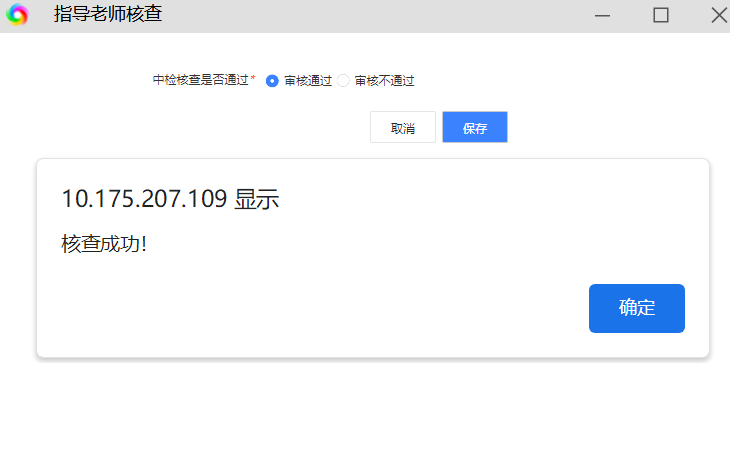 指导老师核查
中检核查是否通过* 审核通过 审核不通过
取消 保存
10.175.207.109 显示
核查成功！
确定